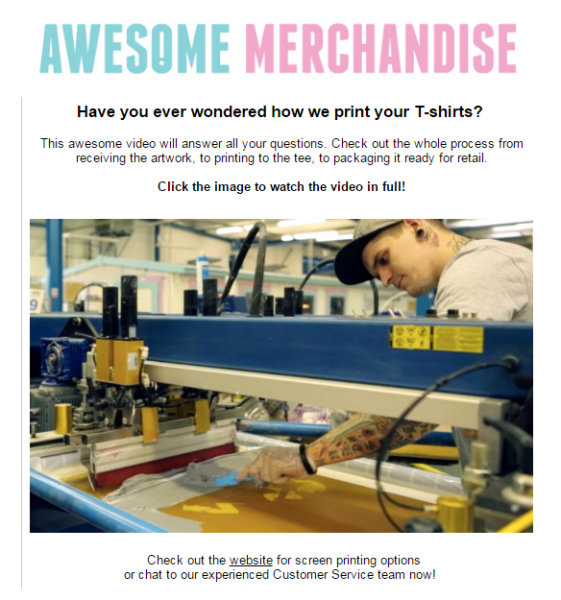 AWESOME MERCHANDISE
Have you ever wondered how we print your T-shirts?
This awesome video will answer all your questions. Check out the whole process from
receiving the artwork, to printing to the tee, to packaging it ready for retail.
Click the image to watch the video in full!
Check out the website for screen printing options
or chat to our experienced Customer Service team now!